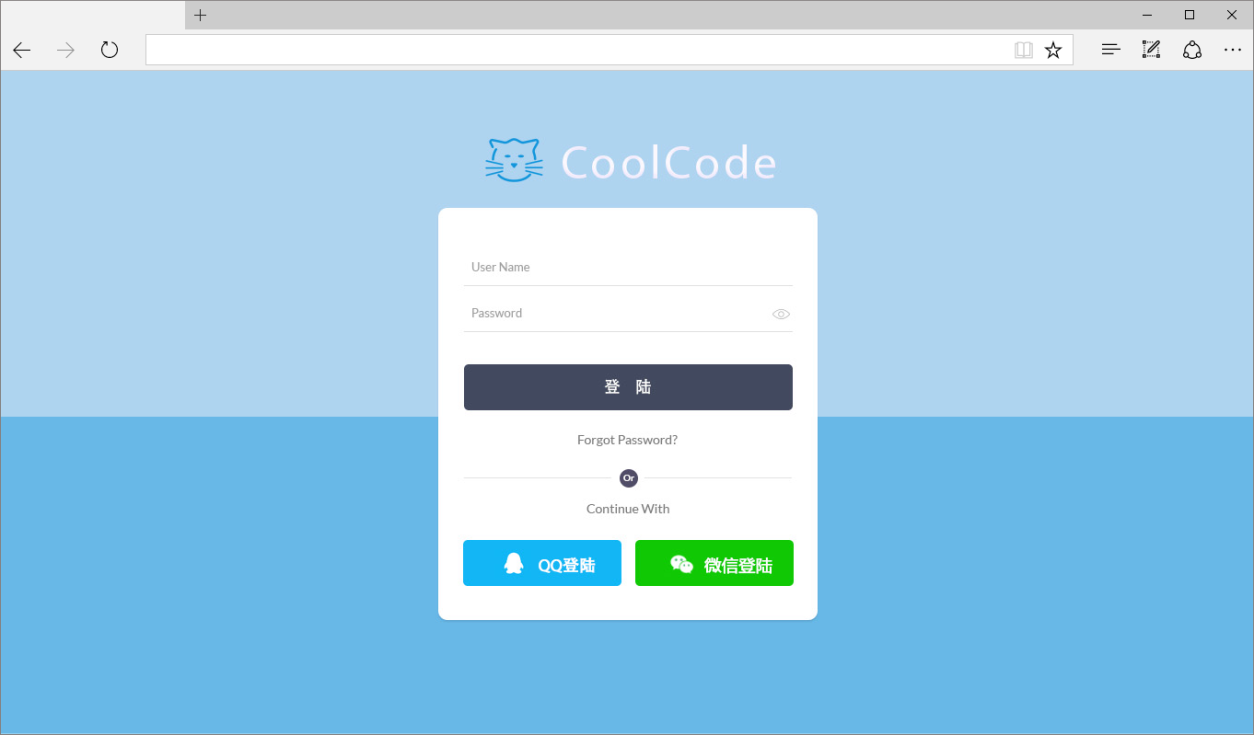 CoolCode
User Name
Password
登 陆
Forgot Password?
Or
Continue With
QQ登陆
微信登陆